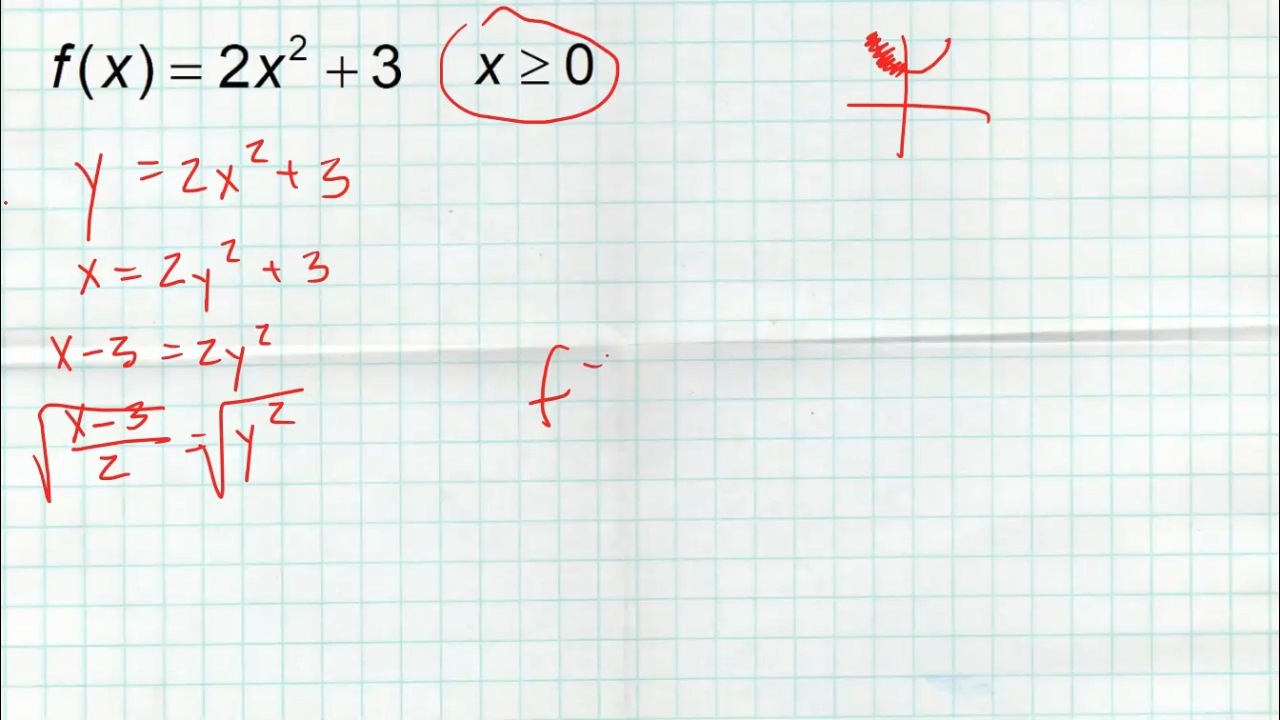 f(x) = 2x² + 3 x ≥ 0
y = 2x² + 3
x = 2y² + 3
x - 3 = 2y²
√((x-3)/2) = √(y²)
f⁻